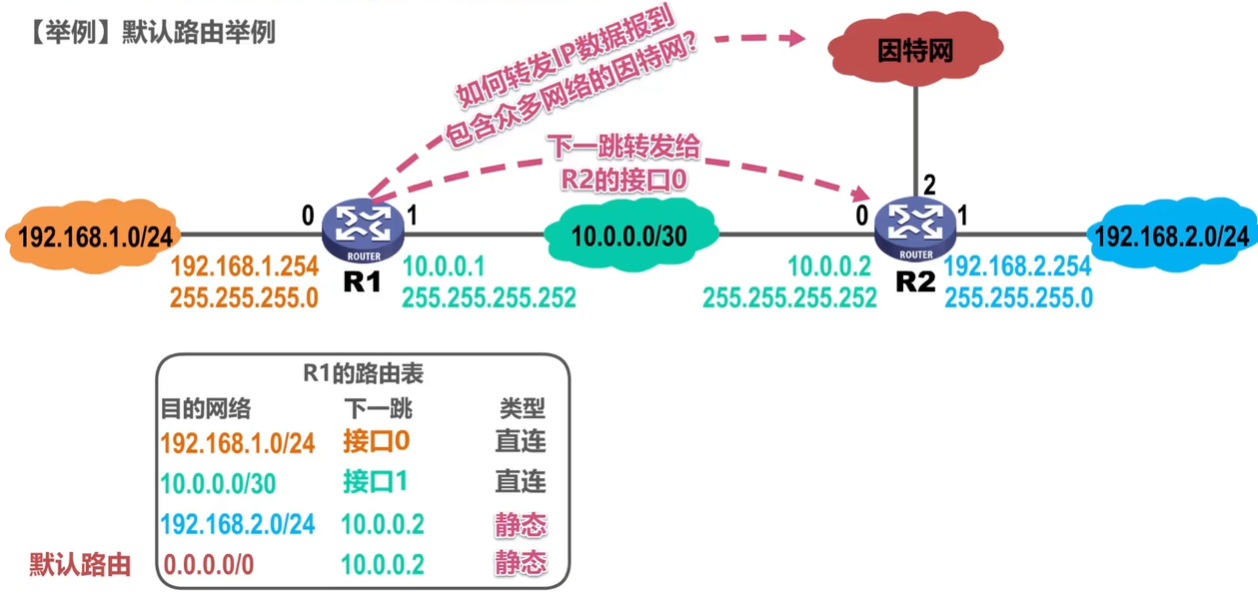 【举例】默认路由举例
如何转发IP数据报到
包含众多网络的因特网?
因特网
下一跳转发给
R2的接口0
2
0
1
0
1
192.168.1.0/24
ROUTER
10.0.0.0/30
ROUTER
192.168.2.0/24
192.168.1.254
255.255.255.0
R1
10.0.0.1
255.255.255.252
10.0.0.2
255.255.255.252
R2
192.168.2.254
255.255.255.0
R1的路由表
目的网络 下一跳 类型
192.168.1.0/24 接口0 直连
10.0.0.0/30 接口1 直连
192.168.2.0/24 10.0.0.2 静态
默认路由 0.0.0.0/0 10.0.0.2 静态